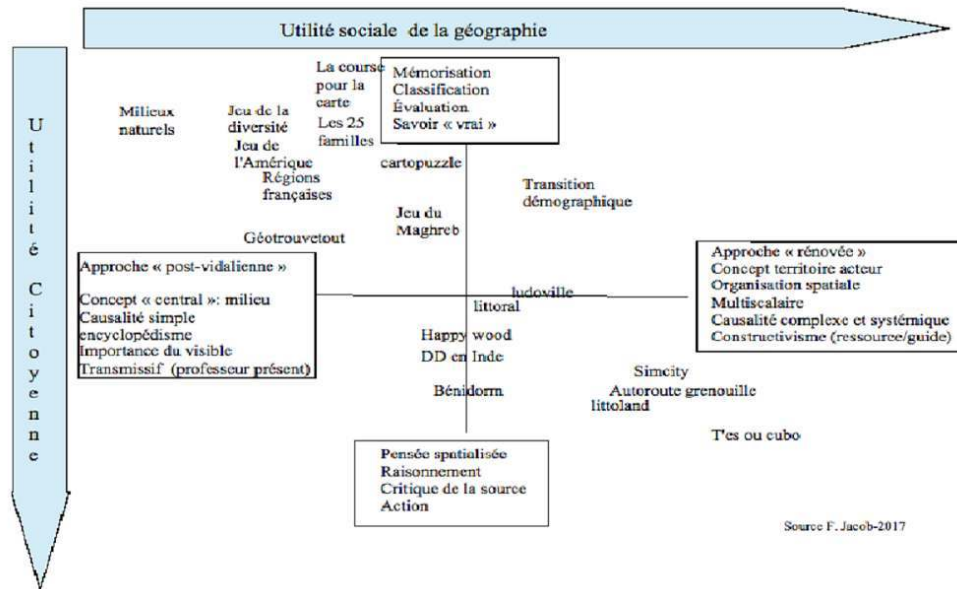 Utilité sociale de la géographie
Utilité Citoyenne
La course
pour la
carte
Les 25
familles
Mémorisation
Classification
Évaluation
Savoir « vrai »
Milieux
naturels
Jeu de la
diversité
Jeu de
l'Amérique
Régions
françaises
cartopuzzle
Transition
démographique
Jeu du
Maghreb
Géotrouvetout
Approche « post-vidalienne »
Concept « central »: milieu
Causalité simple
encyclopédisme
Importance du visible
Transmissif (professeur présent)
Approche « rénovée »
Concept territoire acteur
Organisation spatiale
Multiscalaire
Causalité complexe et systémique
Constructivisme (ressource/guide)
ludoville
littoral
Happy wood
DD en Inde
Bénidorm
Simcity
Autoroute grenouille
littoland
T'es ou cubo
Pensée spatialisée
Raisonnement
Critique de la source
Action
Source F. Jacob-2017